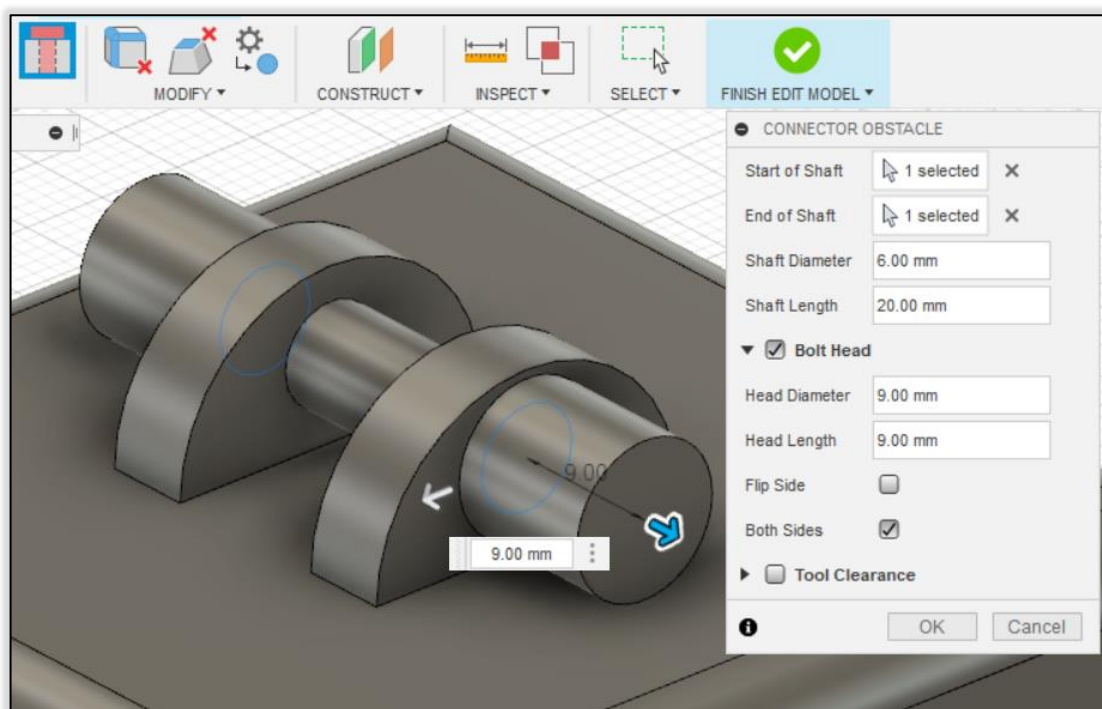 MODIFY ▾
CONSTRUCT ▾
INSPECT ▾
SELECT ▾
FINISH EDIT MODEL ▾
CONNECTOR OBSTACLE
Start of Shaft 1 selected
End of Shaft 1 selected
Shaft Diameter 6.00 mm
Shaft Length 20.00 mm
Bolt Head
Head Diameter 9.00 mm
Head Length 9.00 mm
Flip Side
Both Sides
Tool Clearance
OK Cancel
9.00
9.00 mm